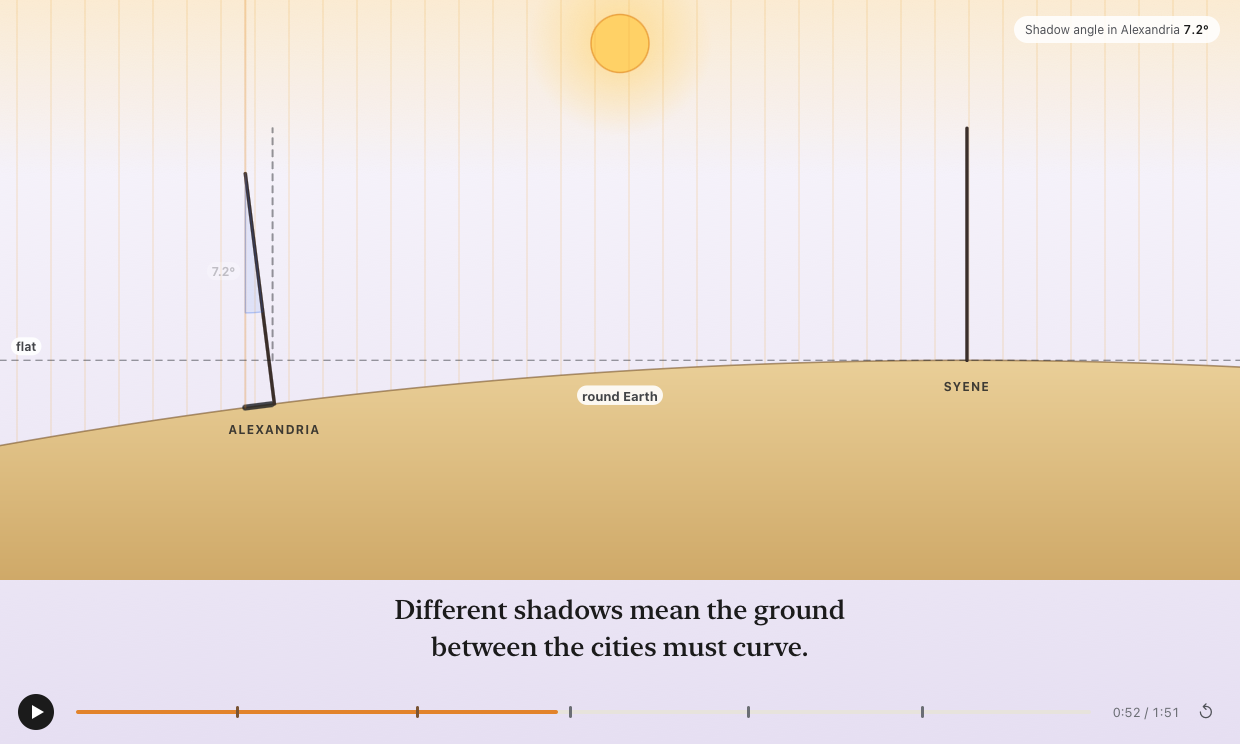 Shadow angle in Alexandria 7.2°
7.2°
flat
SYENE
round Earth
ALEXANDRIA
Different shadows mean the ground
between the cities must curve.
0:52 / 1:51